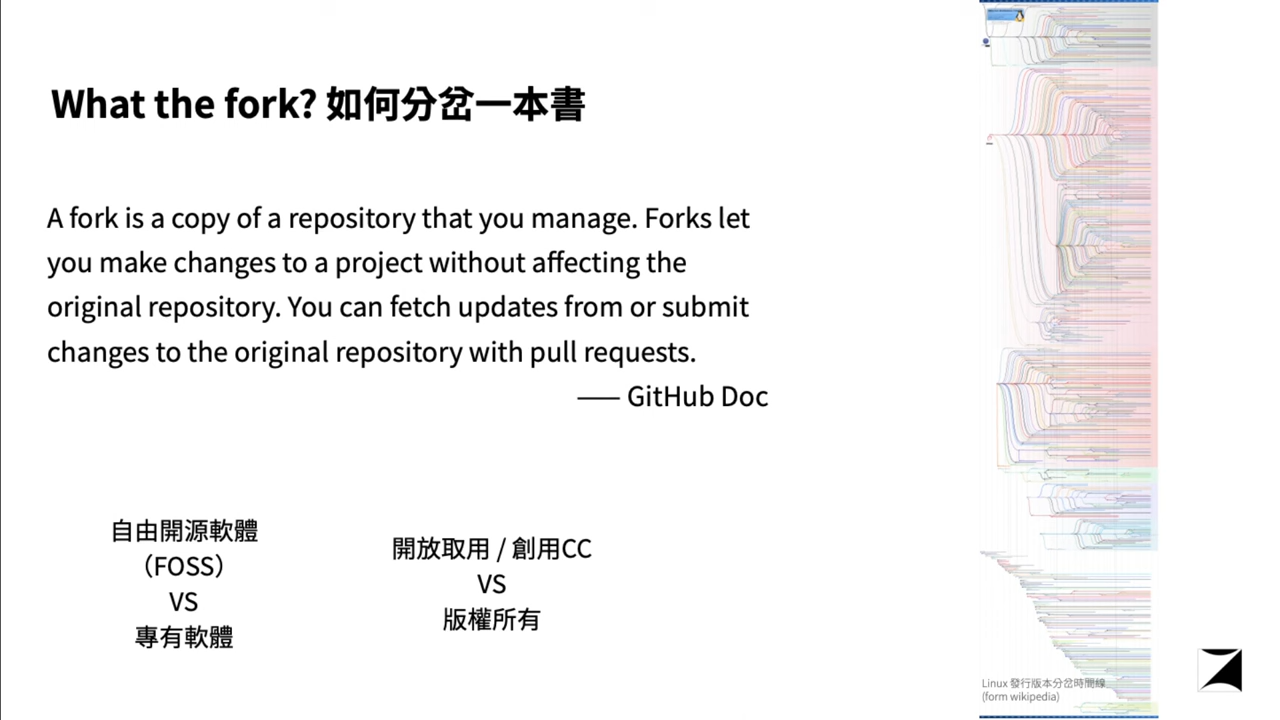 What the fork? 如何分岔一本書
A fork is a copy of a repository that you manage. Forks let
you make changes to a project without affecting the
original repository. You can fetch updates from or submit
changes to the original repository with pull requests.
—— GitHub Doc
自由開源軟體
（FOSS）
VS
專有軟體
開放取用 / 創用CC
VS
版權所有
Linux 發行版本分岔時間線
(form wikipedia)